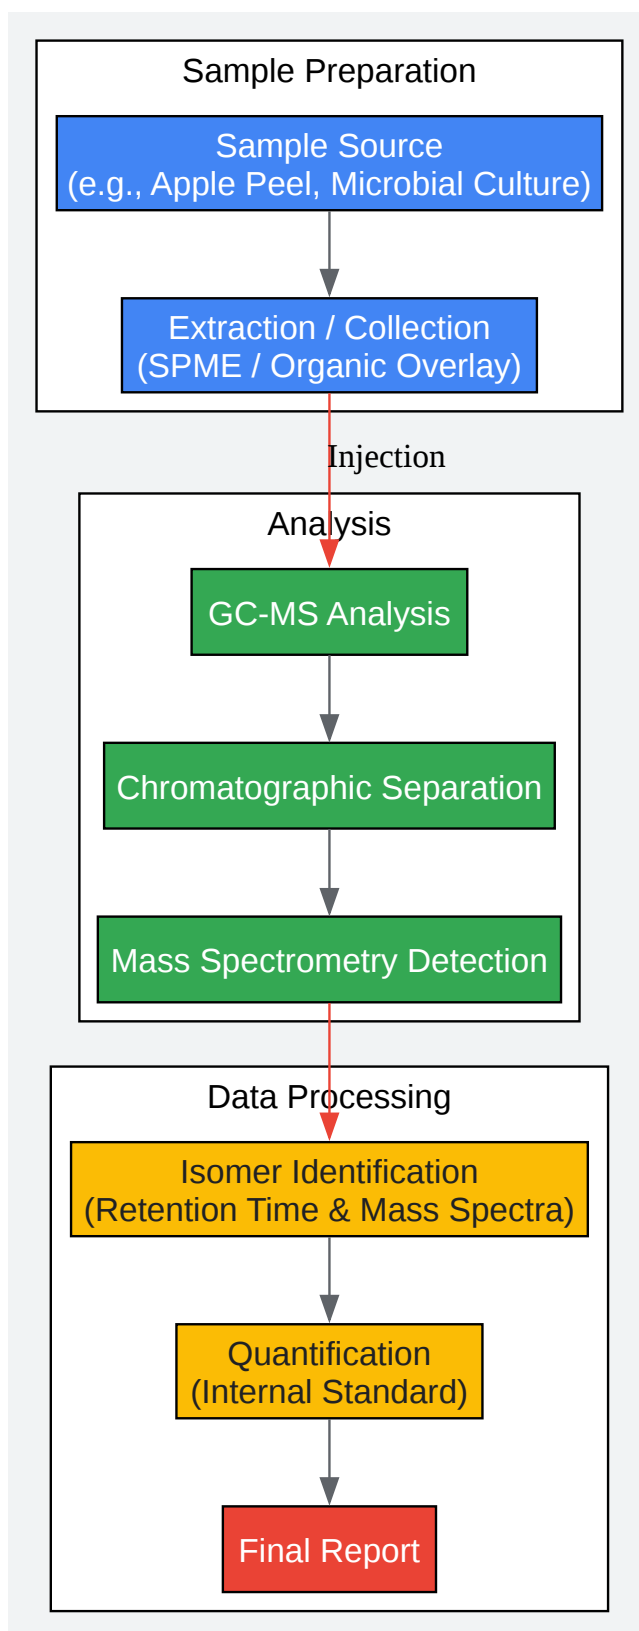 Sample Preparation
Sample Source
(e.g., Apple Peel, Microbial Culture)
Extraction / Collection
(SPME / Organic Overlay)
Injection
Analysis
GC-MS Analysis
Chromatographic Separation
Mass Spectrometry Detection
Data Processing
Isomer Identification
(Retention Time & Mass Spectra)
Quantification
(Internal Standard)
Final Report